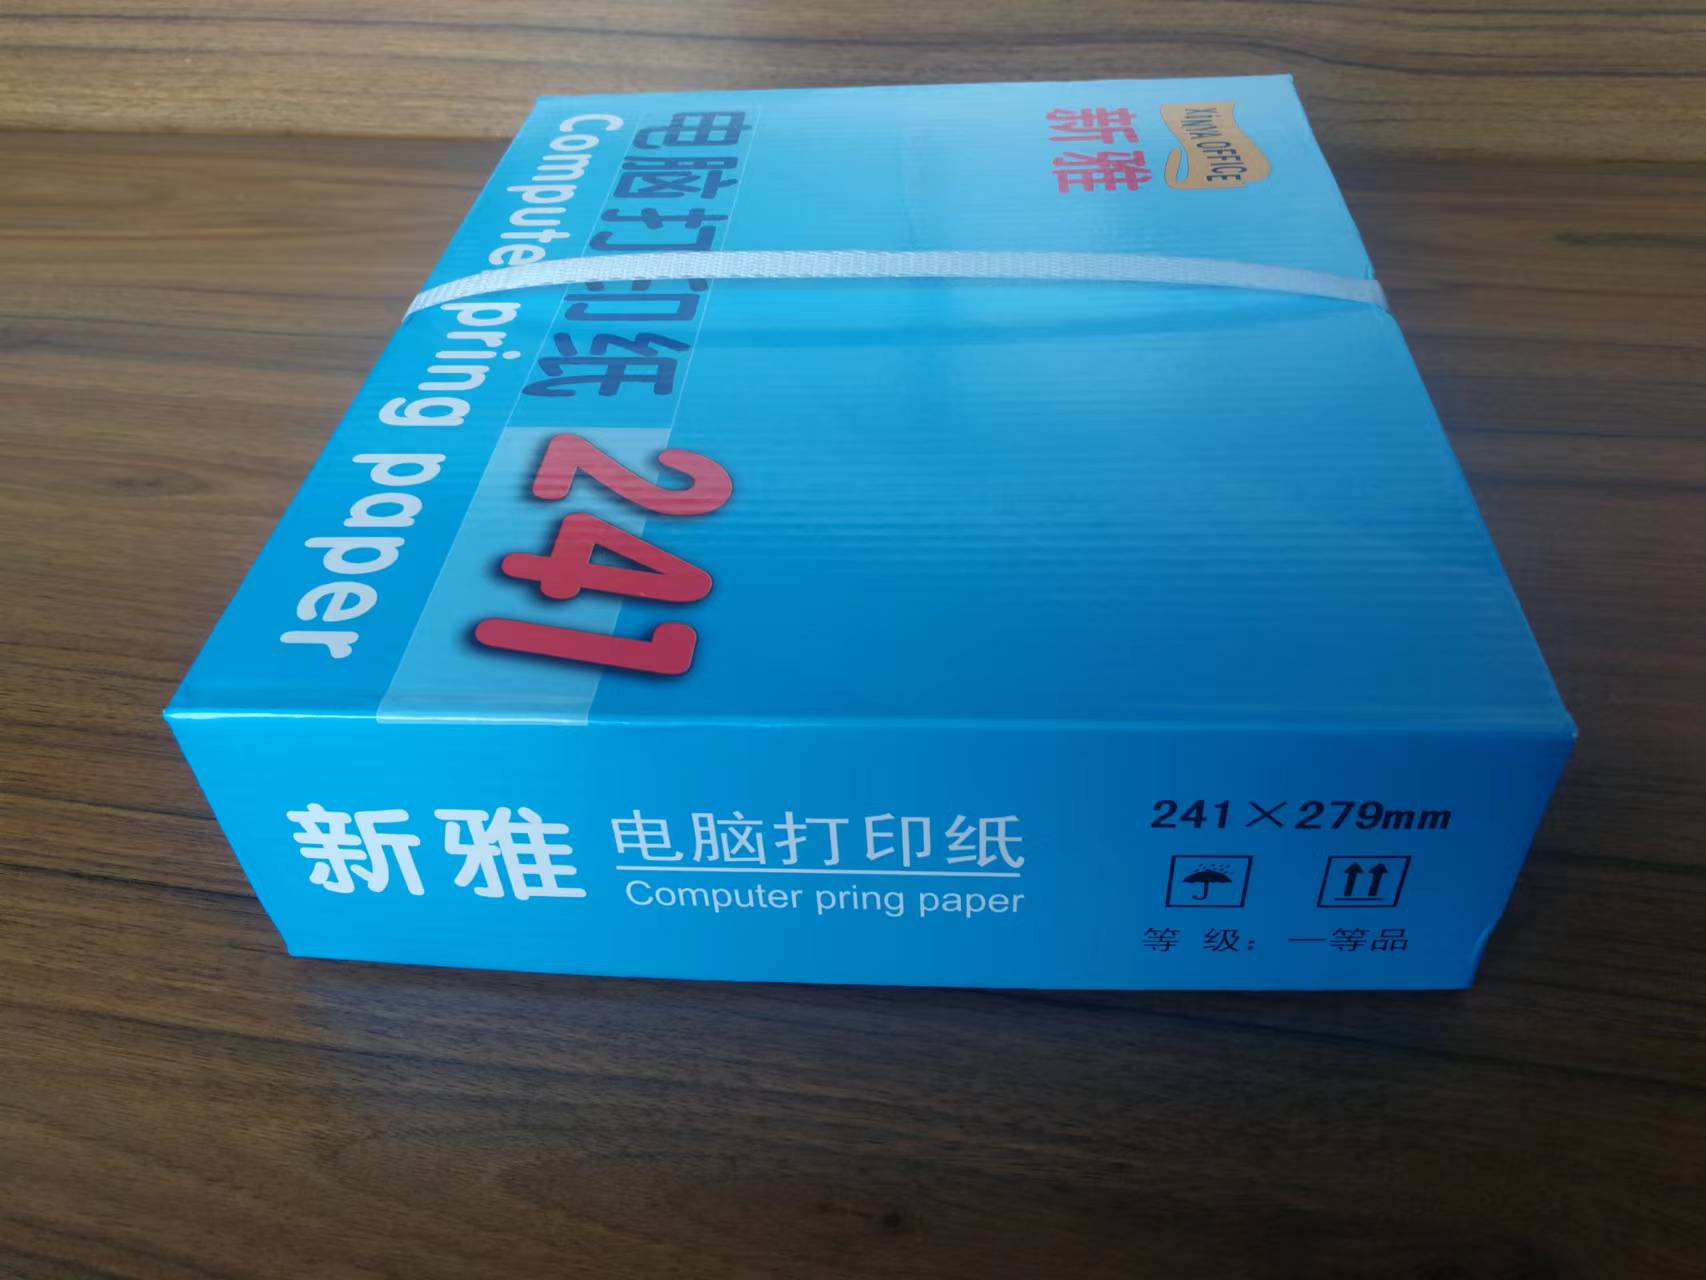 XINYA OFFICE
新雅
电脑打印纸 241
Compute pring paper
新雅
电脑打印纸
Computer pring paper
241×279mm
等 级: 一等品